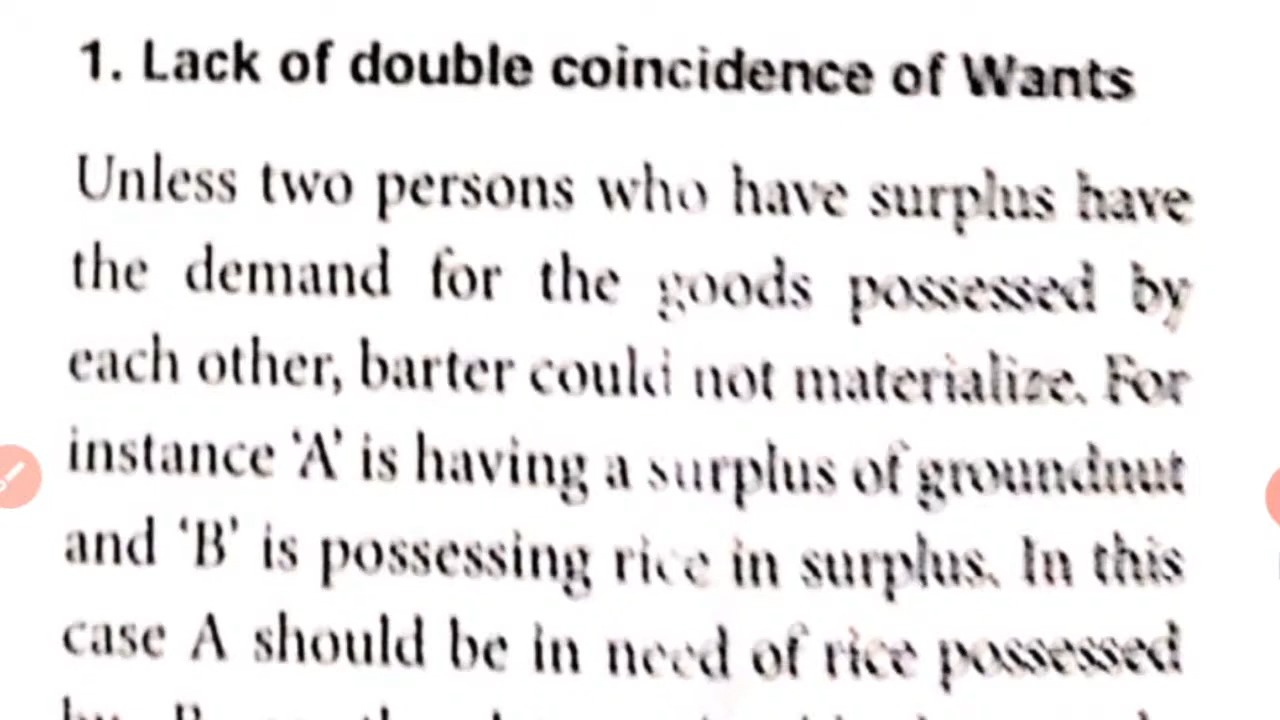 1. Lack of double coincidence of Wants
Unless two persons who have surplus have
the demand for the goods possessed by
each other, barter could not materialize. For
instance ‘A’ is having a surplus of groundnut
and ‘B’ is possessing rice in surplus. In this
case A should be in need of rice possessed